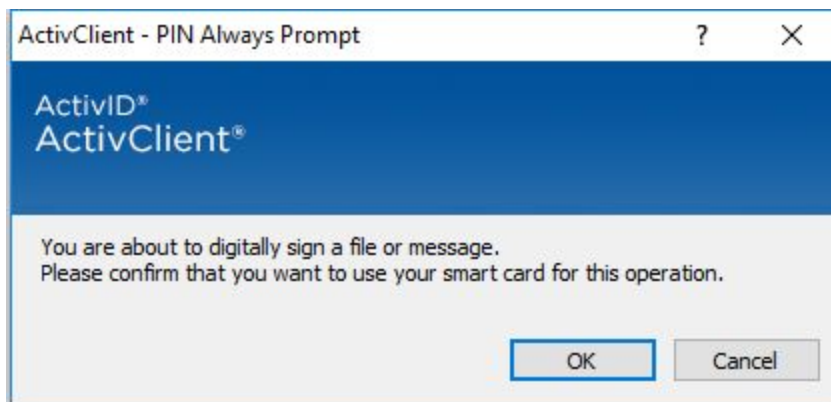 ActivClient - PIN Always Prompt ?
ActivID®
ActivClient®
You are about to digitally sign a file or message.
Please confirm that you want to use your smart card for this operation.
OK Cancel